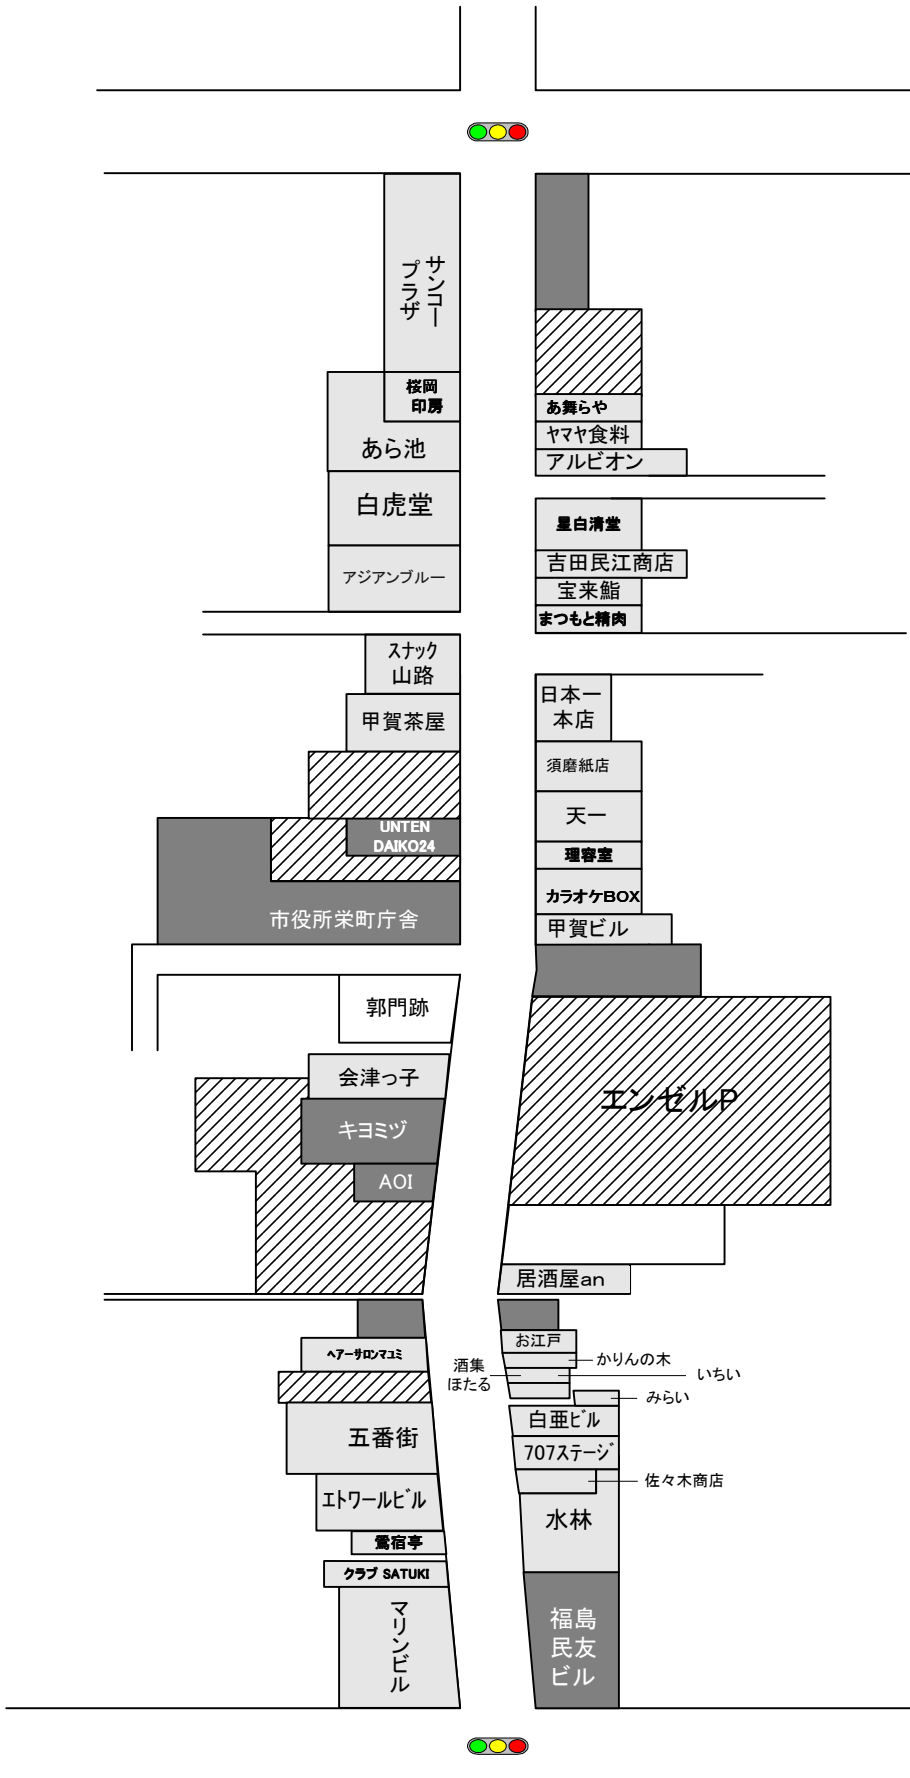 サンコー
プラザ
桜岡
印房
あら池
白虎堂
アジアンブルー
スナック
山路
甲賀茶屋
UNTEN
DAIKO24
市役所栄町庁舎
郭門跡
会津っ子
キヨミヅ
AOI
ヘアーサロンマユミ
五番街
エトワールビル
鶯宿亭
クラブ SATUKI
マリンビル
あ舞らや
ヤマヤ食料
アルビオン
星白清堂
吉田民江商店
宝来鮨
まつもと精肉
日本一
本店
須磨紙店
天一
理容室
カラオケBOX
甲賀ビル
エンゼルP
居酒屋an
お江戸
かりんの木
酒集
ほたる
いちい
みらい
白亜ビル
707ステージ
佐々木商店
水林
福島
民友
ビル